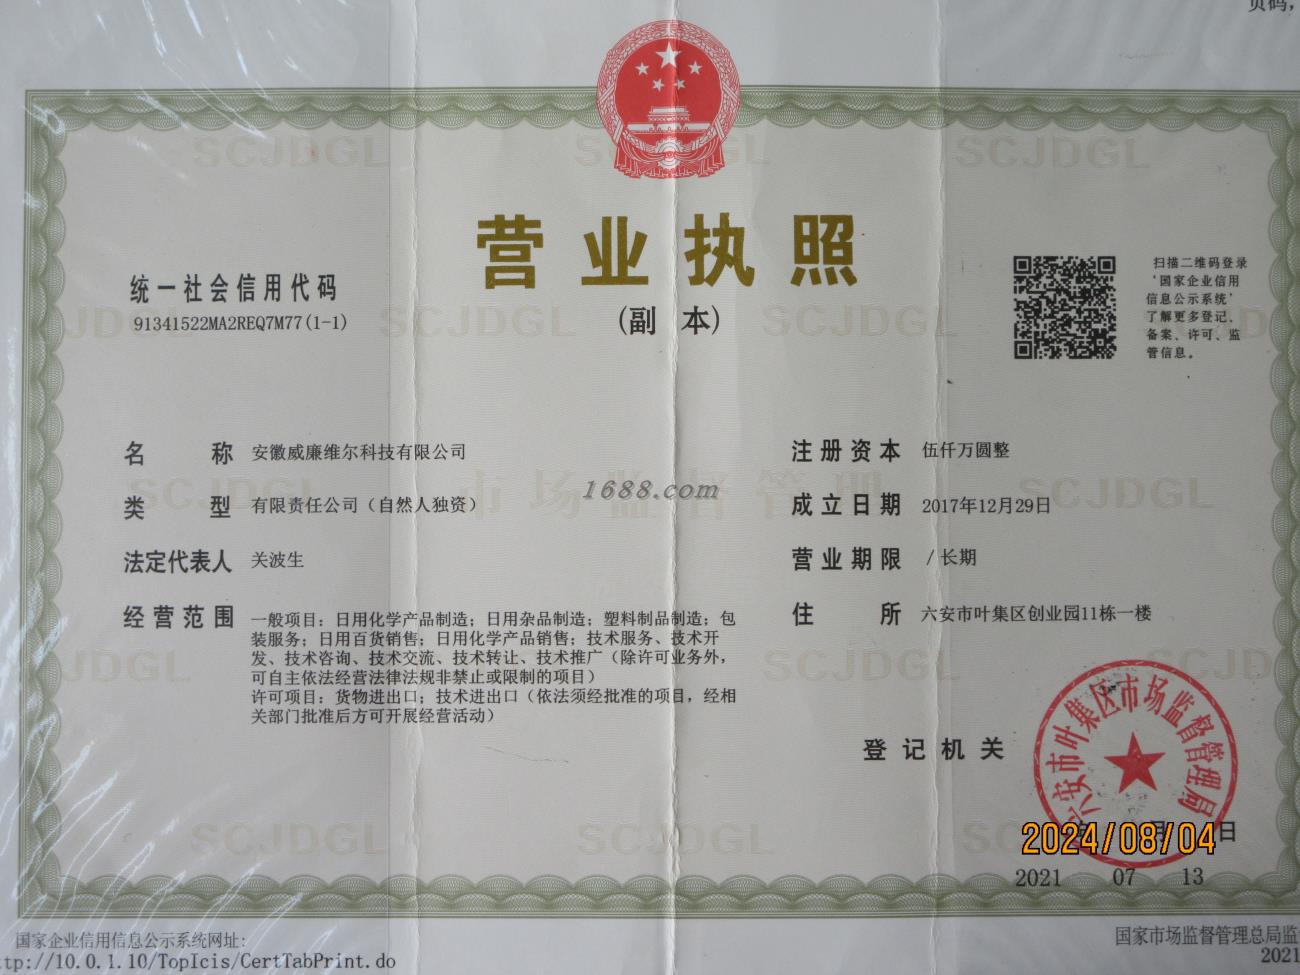 页码，
营业执照
(副 本)
统一社会信用代码
91341522MA2REQ7M77(1-1)
扫描二维码登录
‘国家企业信用
信息公示系统’
了解更多登记、
备案、许可、监
管信息。
名 称 安徽威廉维尔科技有限公司
类 型 有限责任公司（自然人独资）
法定代表人 关波生
经营范围 一般项目：日用化学产品制造；日用杂品制造；塑料制品制造；包
装服务；日用百货销售；日用化学产品销售；技术服务、技术开
发、技术咨询、技术交流、技术转让、技术推广（除许可业务外，
可自主依法经营法律法规非禁止或限制的项目）
许可项目：货物进出口；技术进出口（依法须经批准的项目，经相
关部门批准后方可开展经营活动）
注册资本 伍仟万圆整
成立日期 2017年12月29日
营业期限 / 长期
住 所 六安市叶集区创业园11栋一楼
1688.com
市场监督管理
SCJDGL
登记机关
六安市叶集区市场监督管理局
月 日
2024/08/04
2021 07 13
国家企业信用信息公示系统网址:
tp://10.0.1.10/TopIcis/CertTabPrint.do
国家市场监督管理总局监
2021